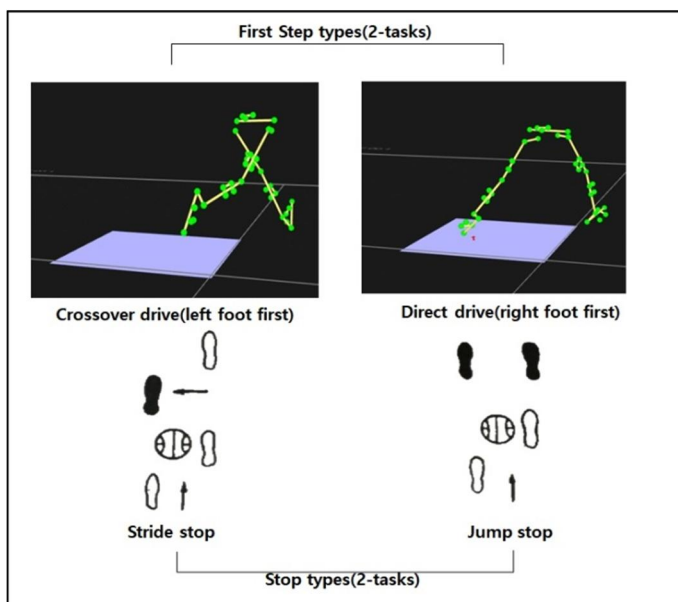 First Step types(2-tasks)
Crossover drive(left foot first)
Direct drive(right foot first)
Stride stop
Jump stop
Stop types(2-tasks)